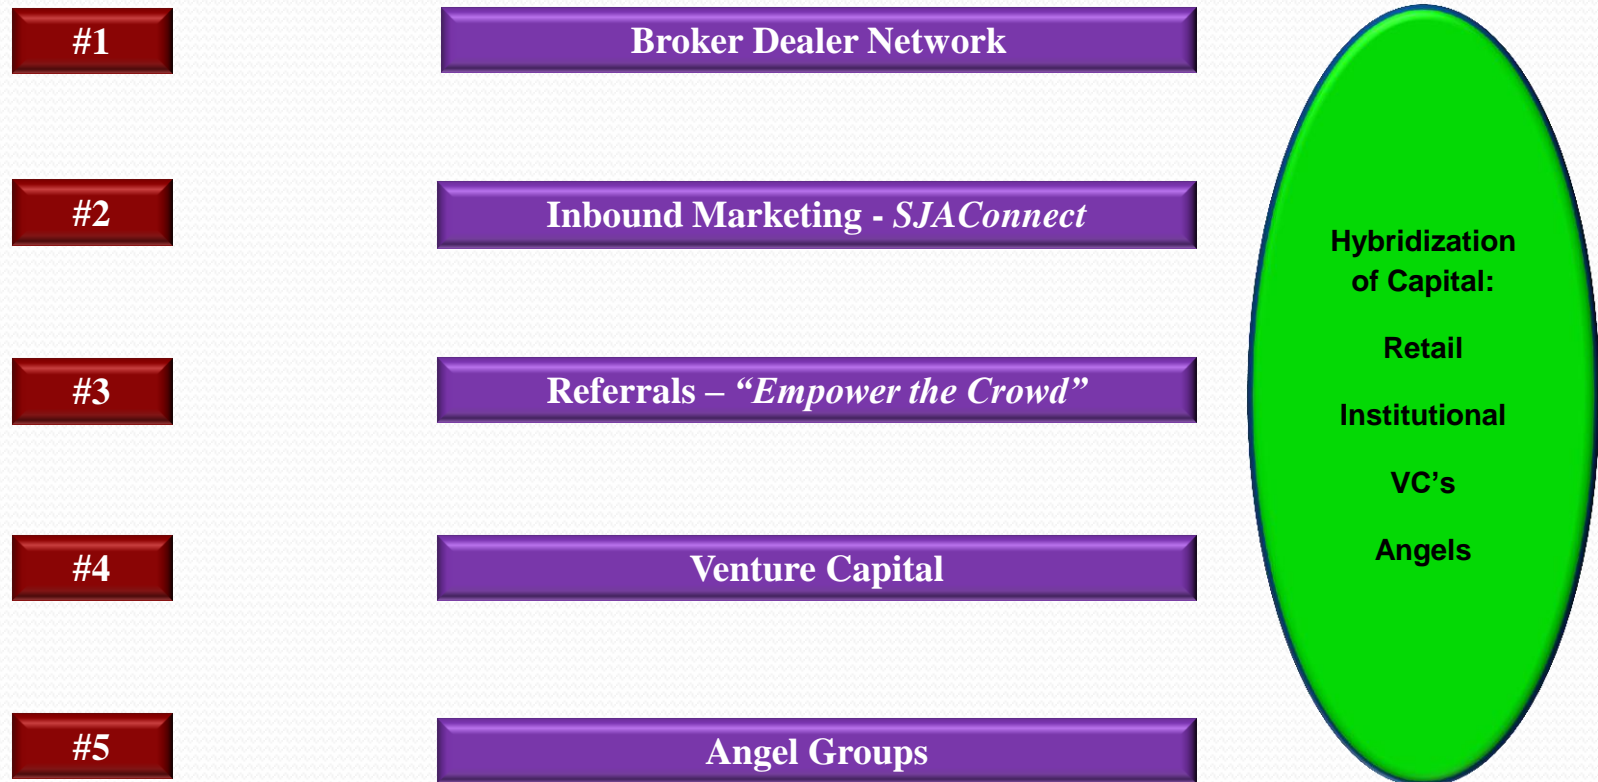 #1
Broker Dealer Network
#2
Inbound Marketing - SJAConnect
#3
Referrals – “Empower the Crowd”
#4
Venture Capital
#5
Angel Groups
Hybridization
of Capital:
Retail
Institutional
VC’s
Angels